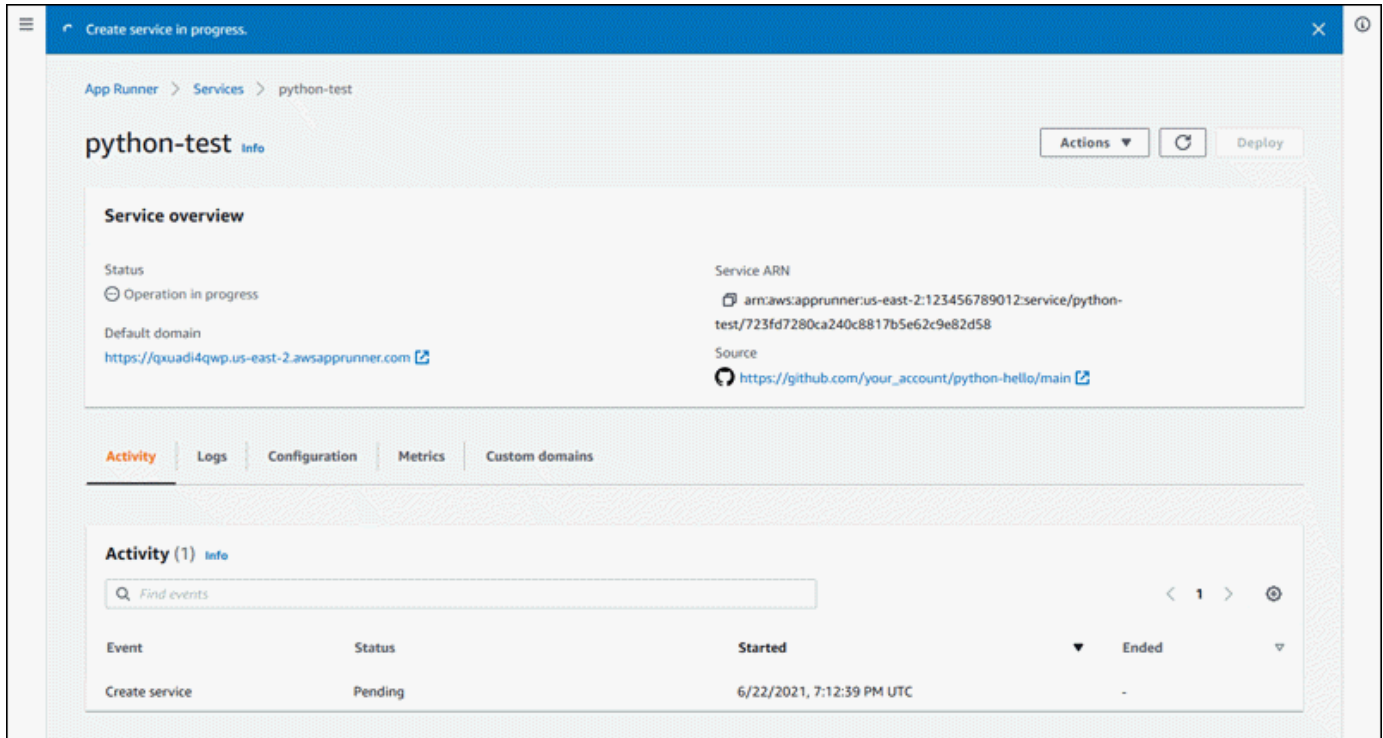 Create service in progress.
App Runner > Services > python-test
python-test Info
Actions Deploy
Service overview
Status
Operation in progress
Default domain
https://qxuadi4qwp.us-east-2.awsapprunner.com
Service ARN
arn:aws:apprunner:us-east-2:123456789012:service/python-
test/723fd7280ca240c8817b5e62c9e82d58
Source
https://github.com/your_account/python-hello/main
Activity Logs Configuration Metrics Custom domains
Activity (1) Info
Find events
< 1 >
Event Status Started Ended
Create service Pending 6/22/2021, 7:12:39 PM UTC -